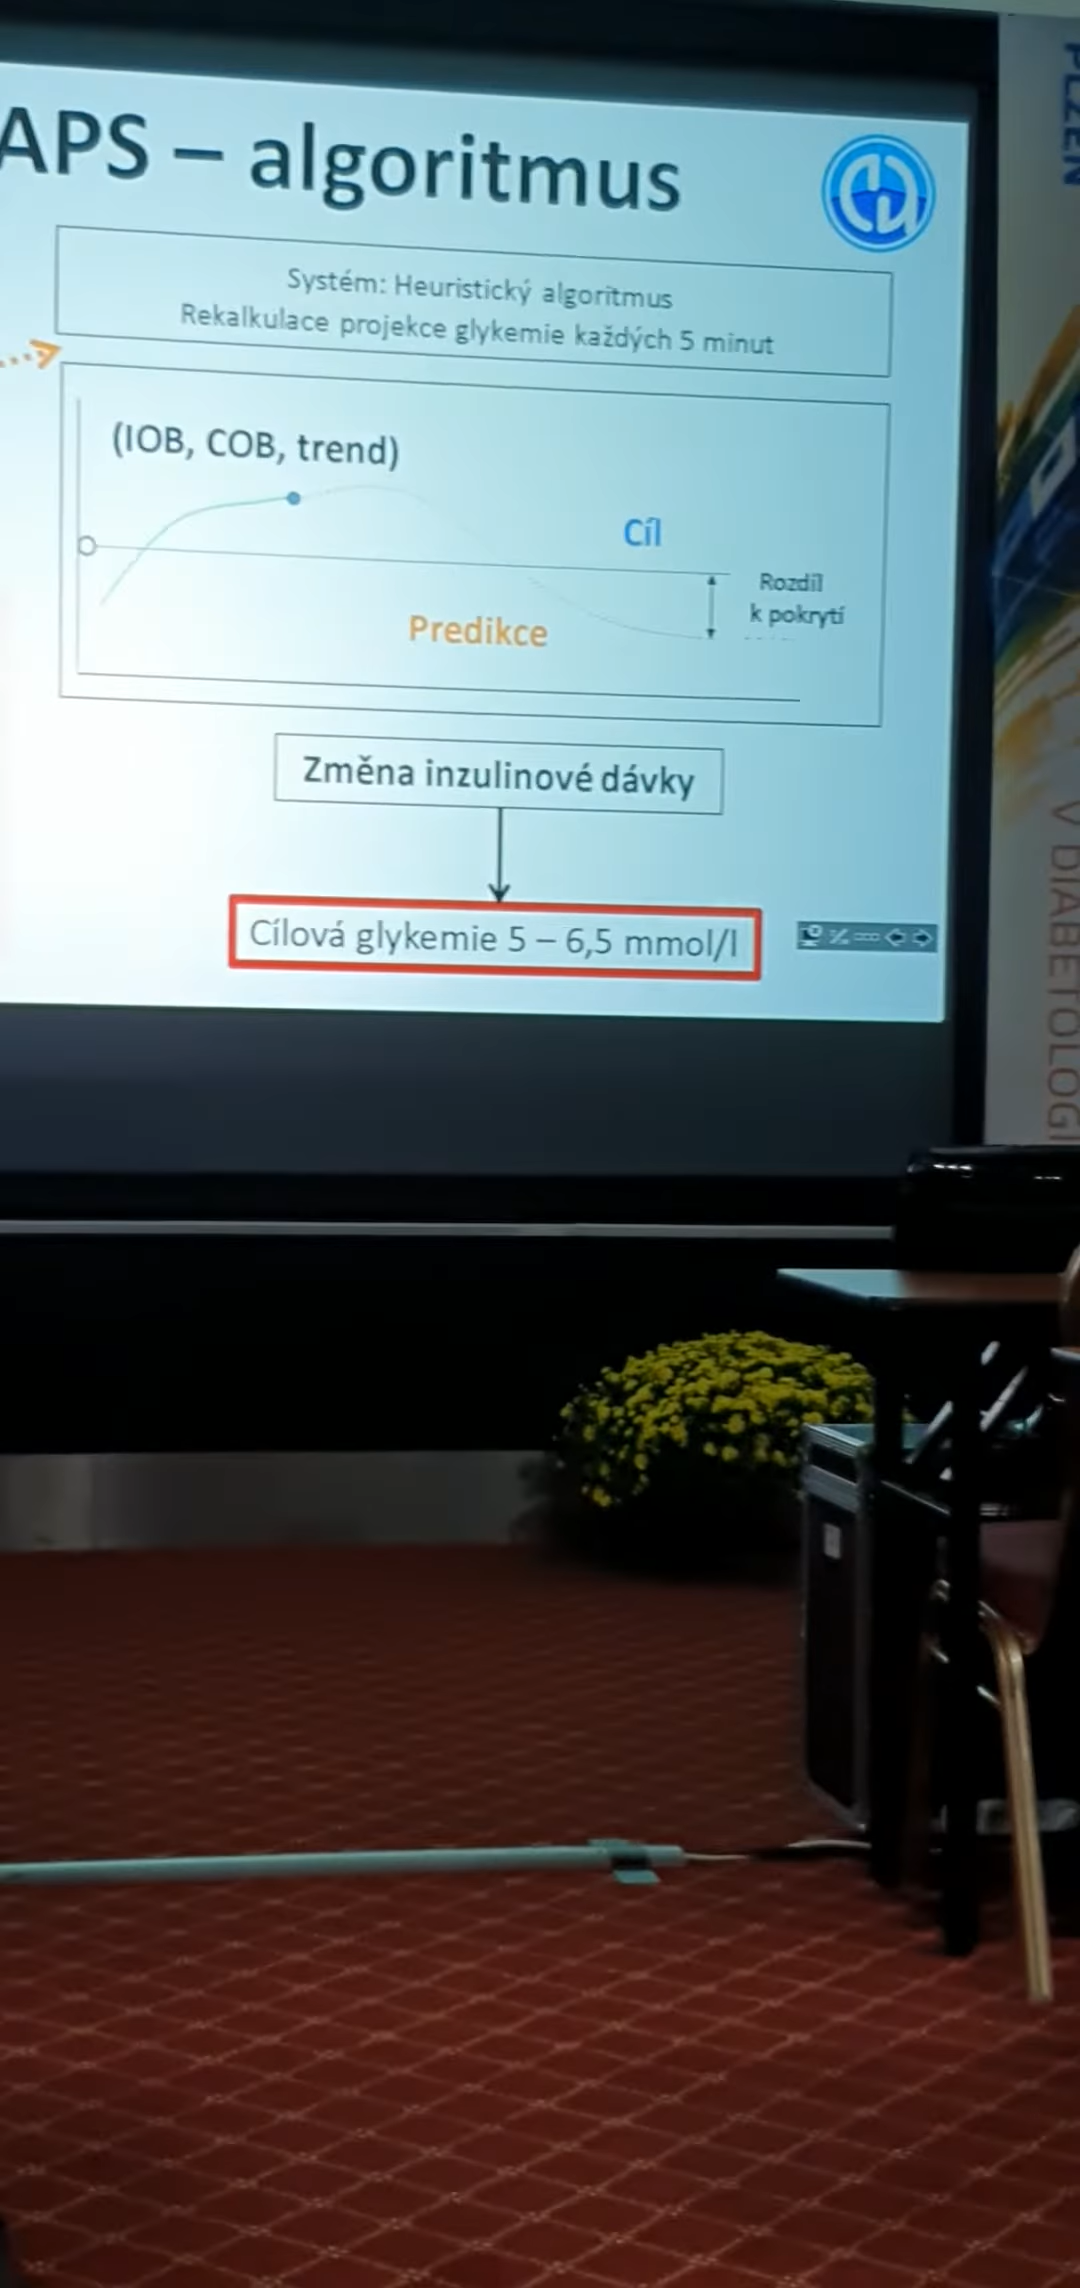 APS – algoritmus
Systém: Heuristický algoritmus
Rekalkulace projekce glykemie každých 5 minut
(IOB, COB, trend)
Cíl
Rozdíl
k pokrytí
Predikce
Změna inzulinové dávky
Cílová glykemie 5 – 6,5 mmol/l
PLZEŇ
V DIABETOLOGI